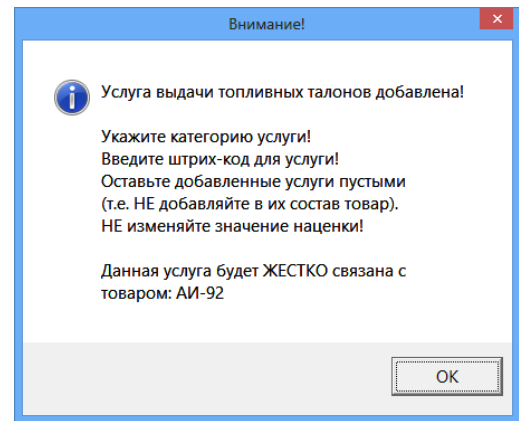 Внимание!
Услуга выдачи топливных талонов добавлена!
Укажите категорию услуги!
Введите штрих-код для услуги!
Оставьте добавленные услуги пустыми
(т.е. НЕ добавляйте в их состав товар).
НЕ изменяйте значение наценки!
Данная услуга будет ЖЕСТКО связана с
товаром: АИ-92
OK